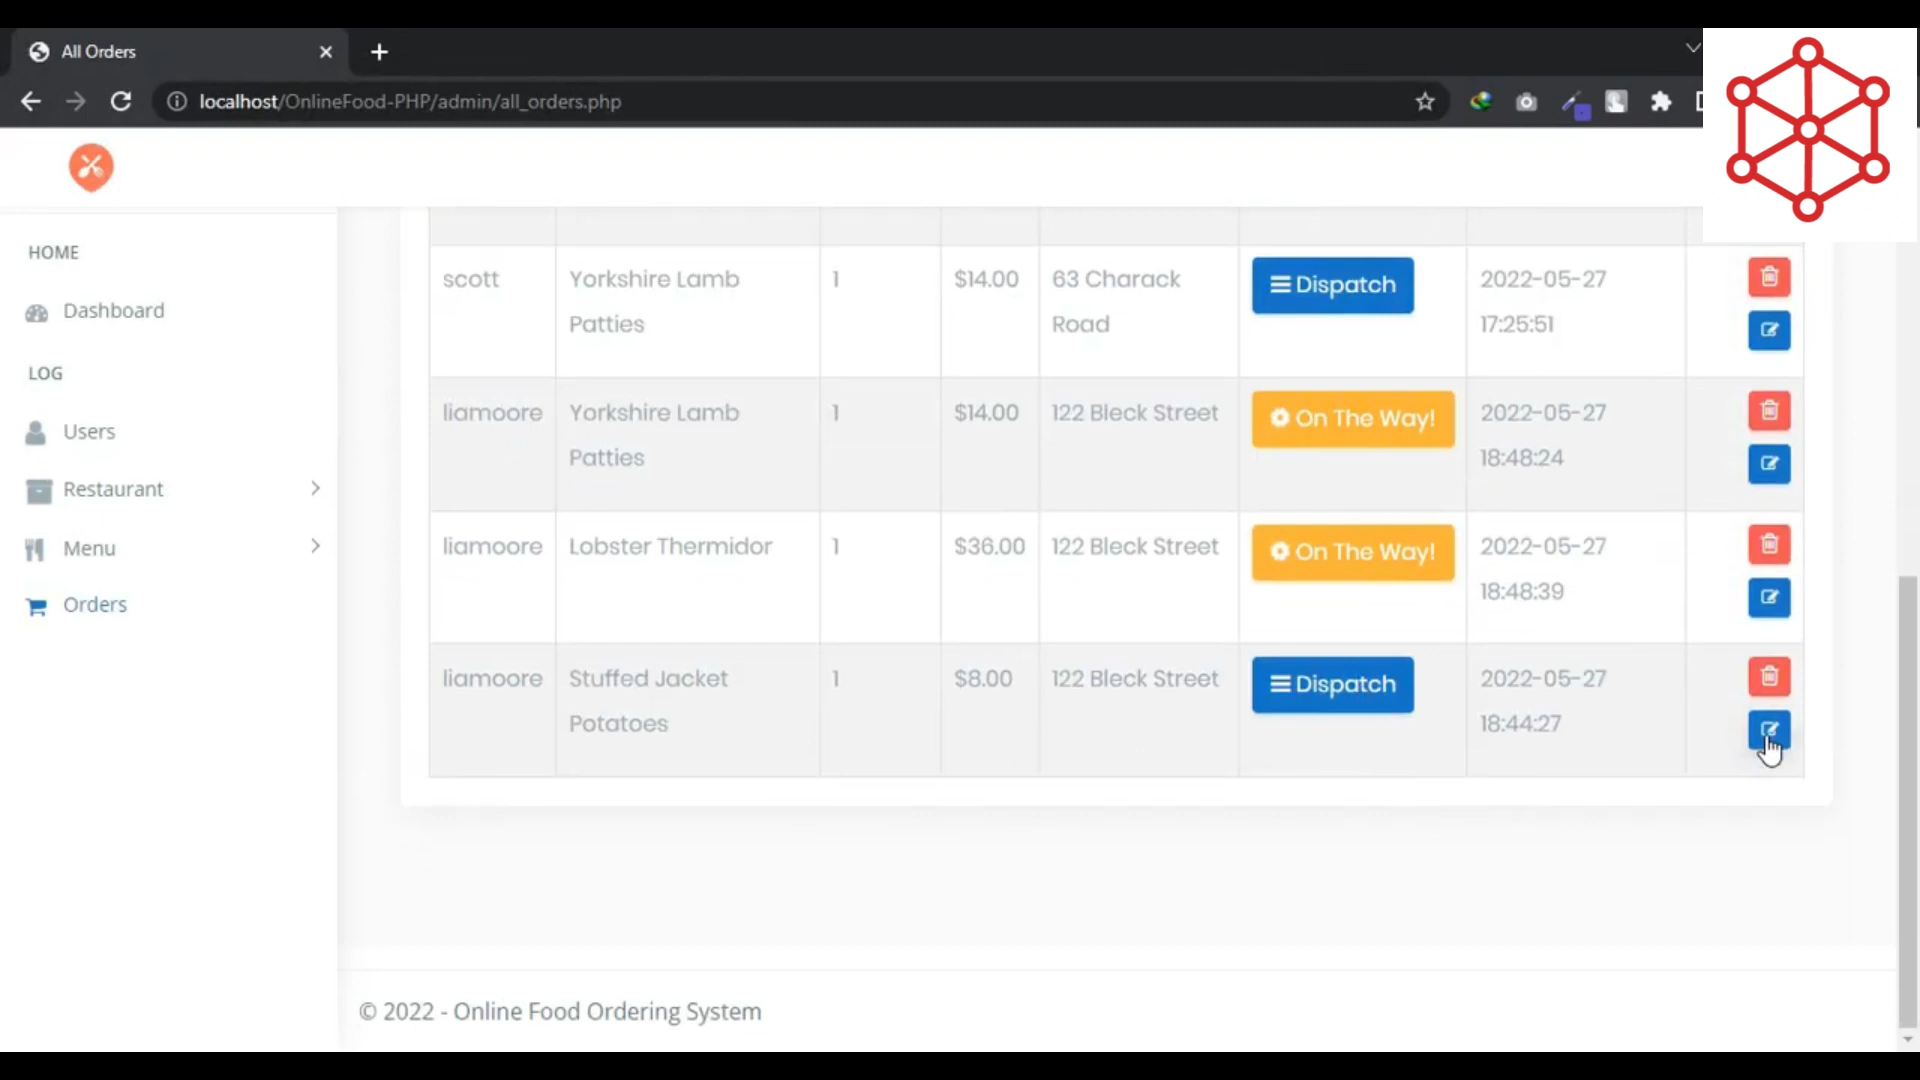 All Orders
localhost/OnlineFood-PHP/admin/all_orders.php
HOME
Dashboard
LOG
Users
Restaurant
Menu
Orders
scott Yorkshire Lamb 1 $14.00 63 Charack Dispatch 2022-05-27
Patties Road 17:25:51
liamoore Yorkshire Lamb 1 $14.00 122 Bleck Street On The Way! 2022-05-27
Patties 18:48:24
liamoore Lobster Thermidor 1 $36.00 122 Bleck Street On The Way! 2022-05-27
18:48:39
liamoore Stuffed Jacket 1 $8.00 122 Bleck Street Dispatch 2022-05-27
Potatoes 18:44:27
© 2022 - Online Food Ordering System